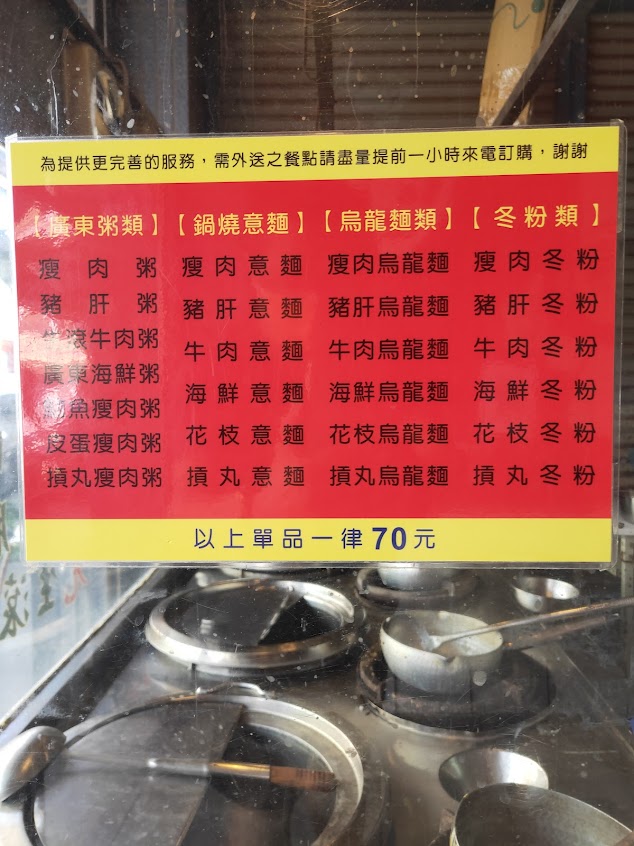 為提供更完善的服務，需外送之餐點請盡量提前一小時來電訂購，謝謝
【廣東粥類】
瘦肉粥
豬肝粥
生滾牛肉粥
廣東海鮮粥
魚瘦肉粥
皮蛋瘦肉粥
摃丸瘦肉粥
【鍋燒意麵】
瘦肉意麵
豬肝意麵
牛肉意麵
海鮮意麵
花枝意麵
摃丸意麵
【烏龍麵類】
瘦肉烏龍麵
豬肝烏龍麵
牛肉烏龍麵
海鮮烏龍麵
花枝烏龍麵
摃丸烏龍麵
【冬粉類】
瘦肉冬粉
豬肝冬粉
牛肉冬粉
海鮮冬粉
花枝冬粉
摃丸冬粉
以上單品一律70元